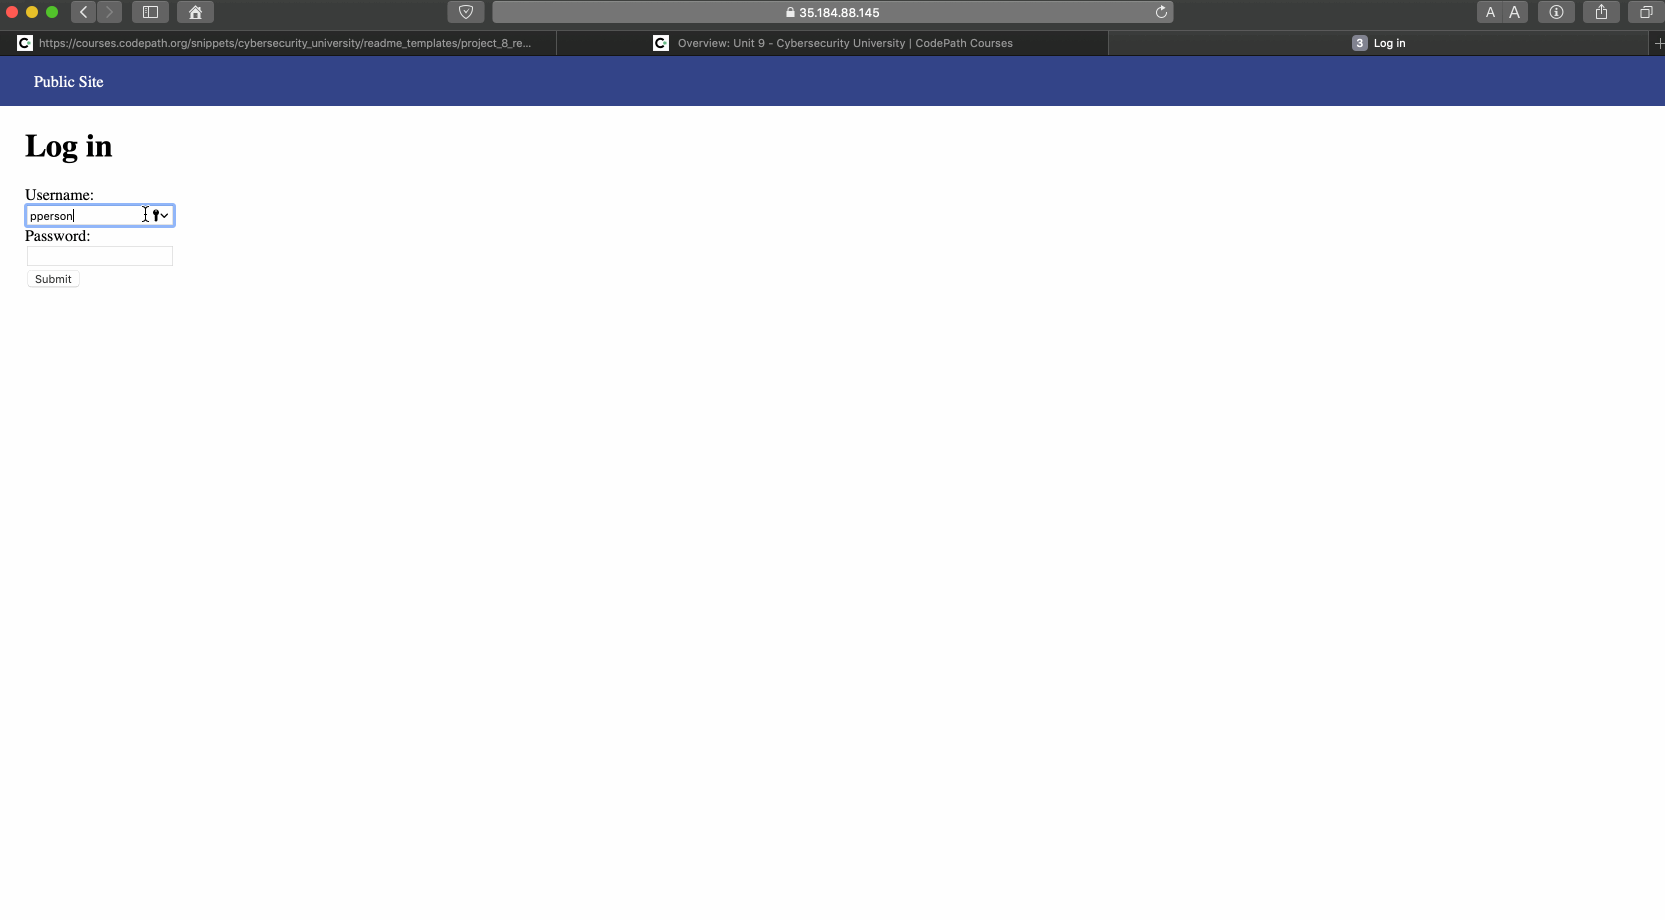 35.184.88.145
A A
https://courses.codepath.org/snippets/cybersecurity_university/readme_templates/project_8_re...
Overview: Unit 9 - Cybersecurity University | CodePath Courses
3 Log in
Public Site
Log in
Username:
pperson
Password:
Submit